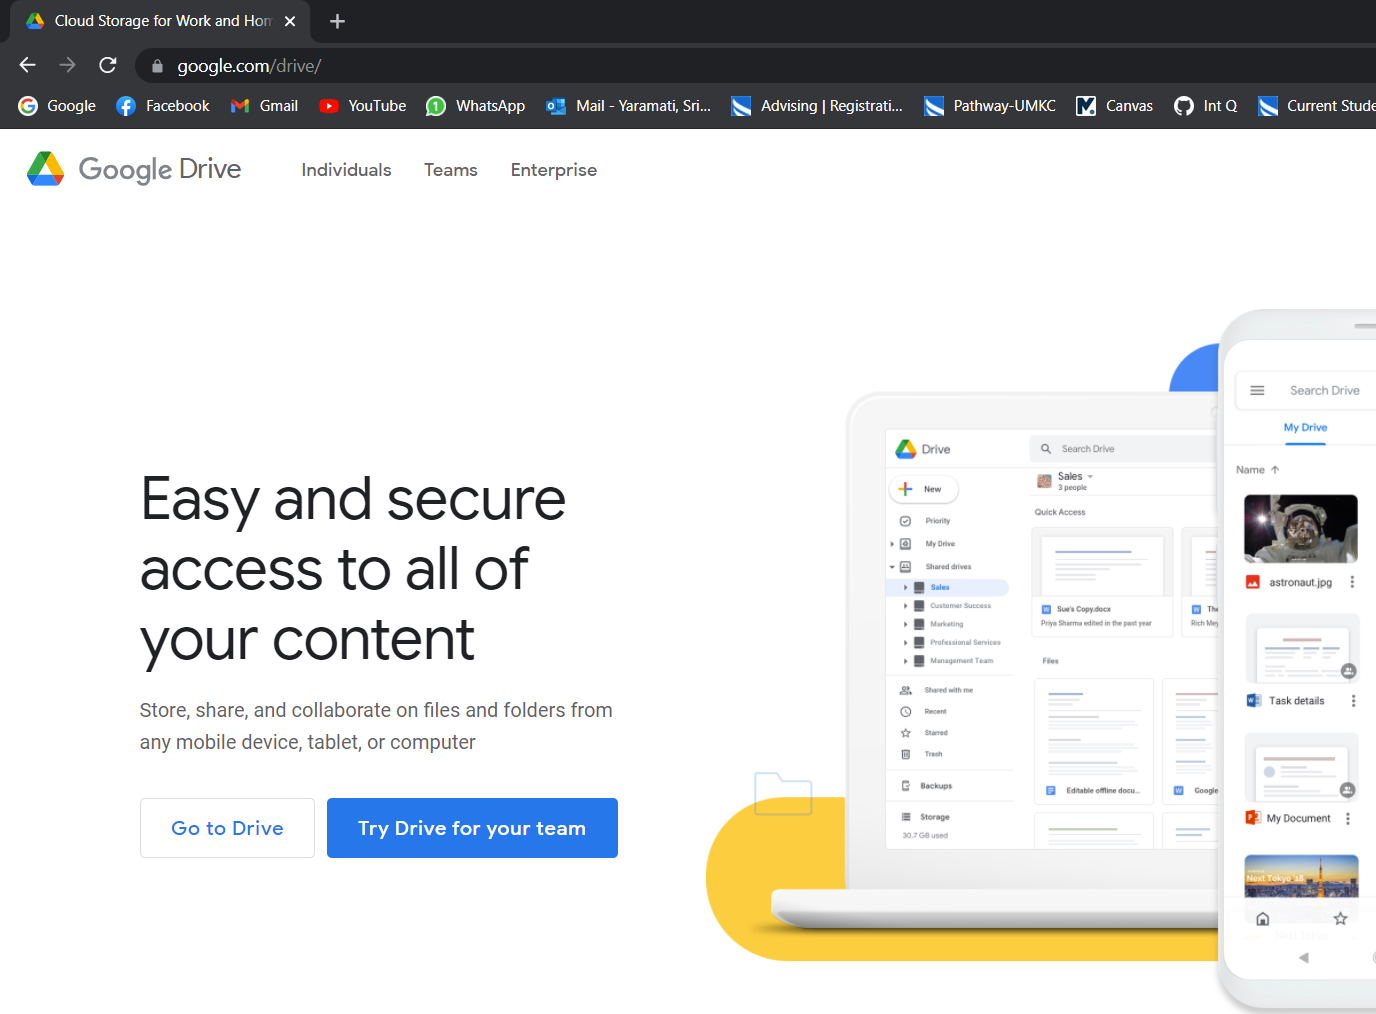 Cloud Storage for Work and Hom
google.com/drive/
Google Facebook Gmail YouTube WhatsApp Mail - Yaramati, Sri... Advising | Registrati... Pathway-UMKC Canvas Int Q Current Stude
Google Drive Individuals Teams Enterprise
Easy and secure
access to all of
your content
Store, share, and collaborate on files and folders from
any mobile device, tablet, or computer
Go to Drive Try Drive for your team
Drive Search Drive
New
Sales
3 people
Priority
My Drive
Shared drives
Sales
Customer Success
Marketing
Professional Services
Management Team
Shared with me
Recent
Starred
Trash
Backups
Storage
30.7 GB used
Quick Access
Sue's Copy.docx
Priya Sharma edited in the past year
The
Rich Mey
Files
Editable offline docu...
Google
Search Drive
My Drive
Name
astronaut.jpg
Task details
My Document
Next Tokyo_18